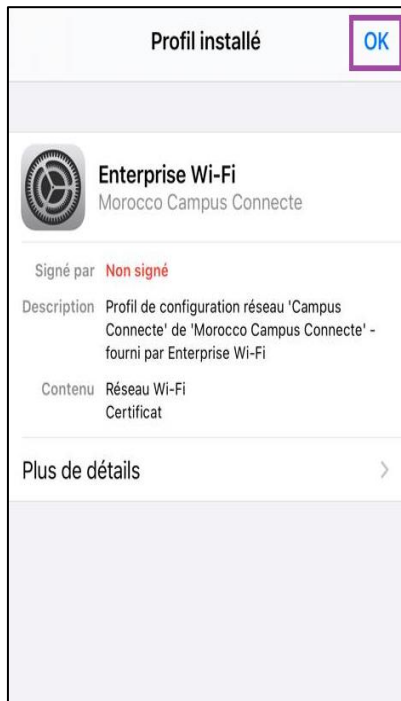 Profil installé
OK
Enterprise Wi-Fi
Morocco Campus Connecte
Signé par Non signé
Description Profil de configuration réseau 'Campus
Connecte' de 'Morocco Campus Connecte' -
fourni par Enterprise Wi-Fi
Contenu Réseau Wi-Fi
Certificat
Plus de détails